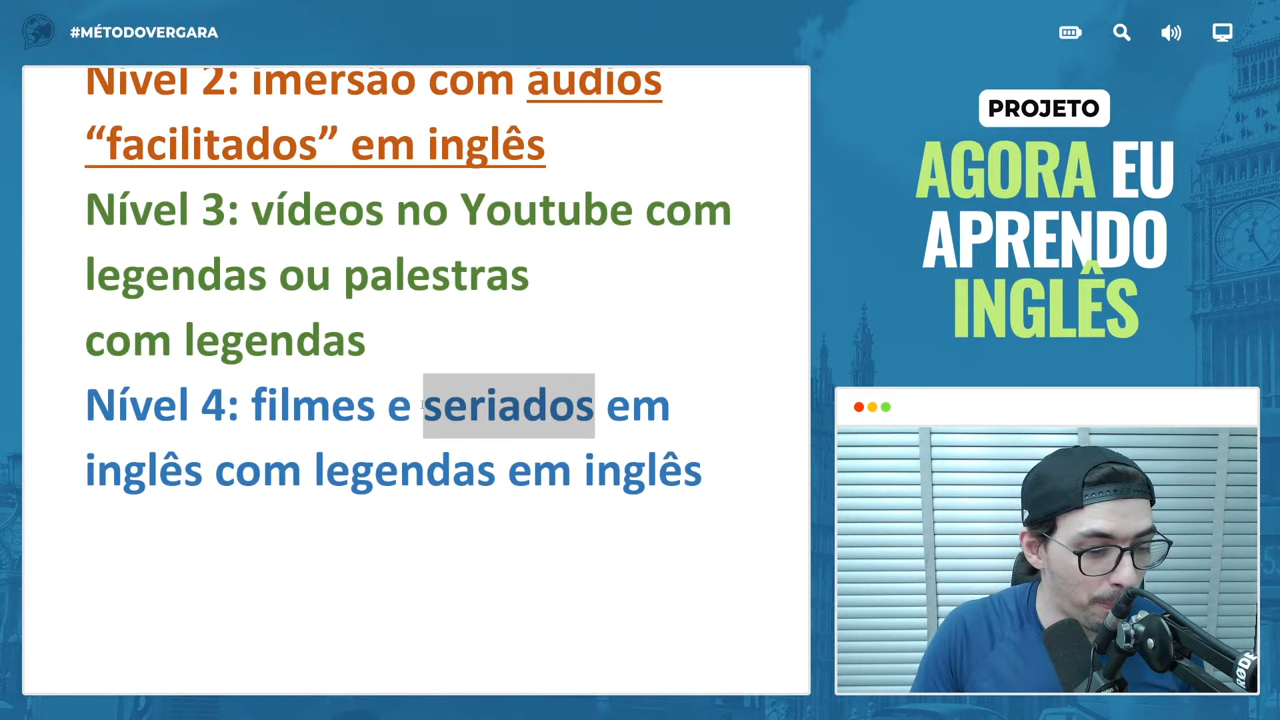 #MÉTODOVERGARA
Nível 2: imersão com áudios
“facilitados” em inglês
Nível 3: vídeos no Youtube com
legendas ou palestras
com legendas
Nível 4: filmes e seriados em
inglês com legendas em inglês
PROJETO
AGORA EU
APRENDO
INGLÊS
RØDE